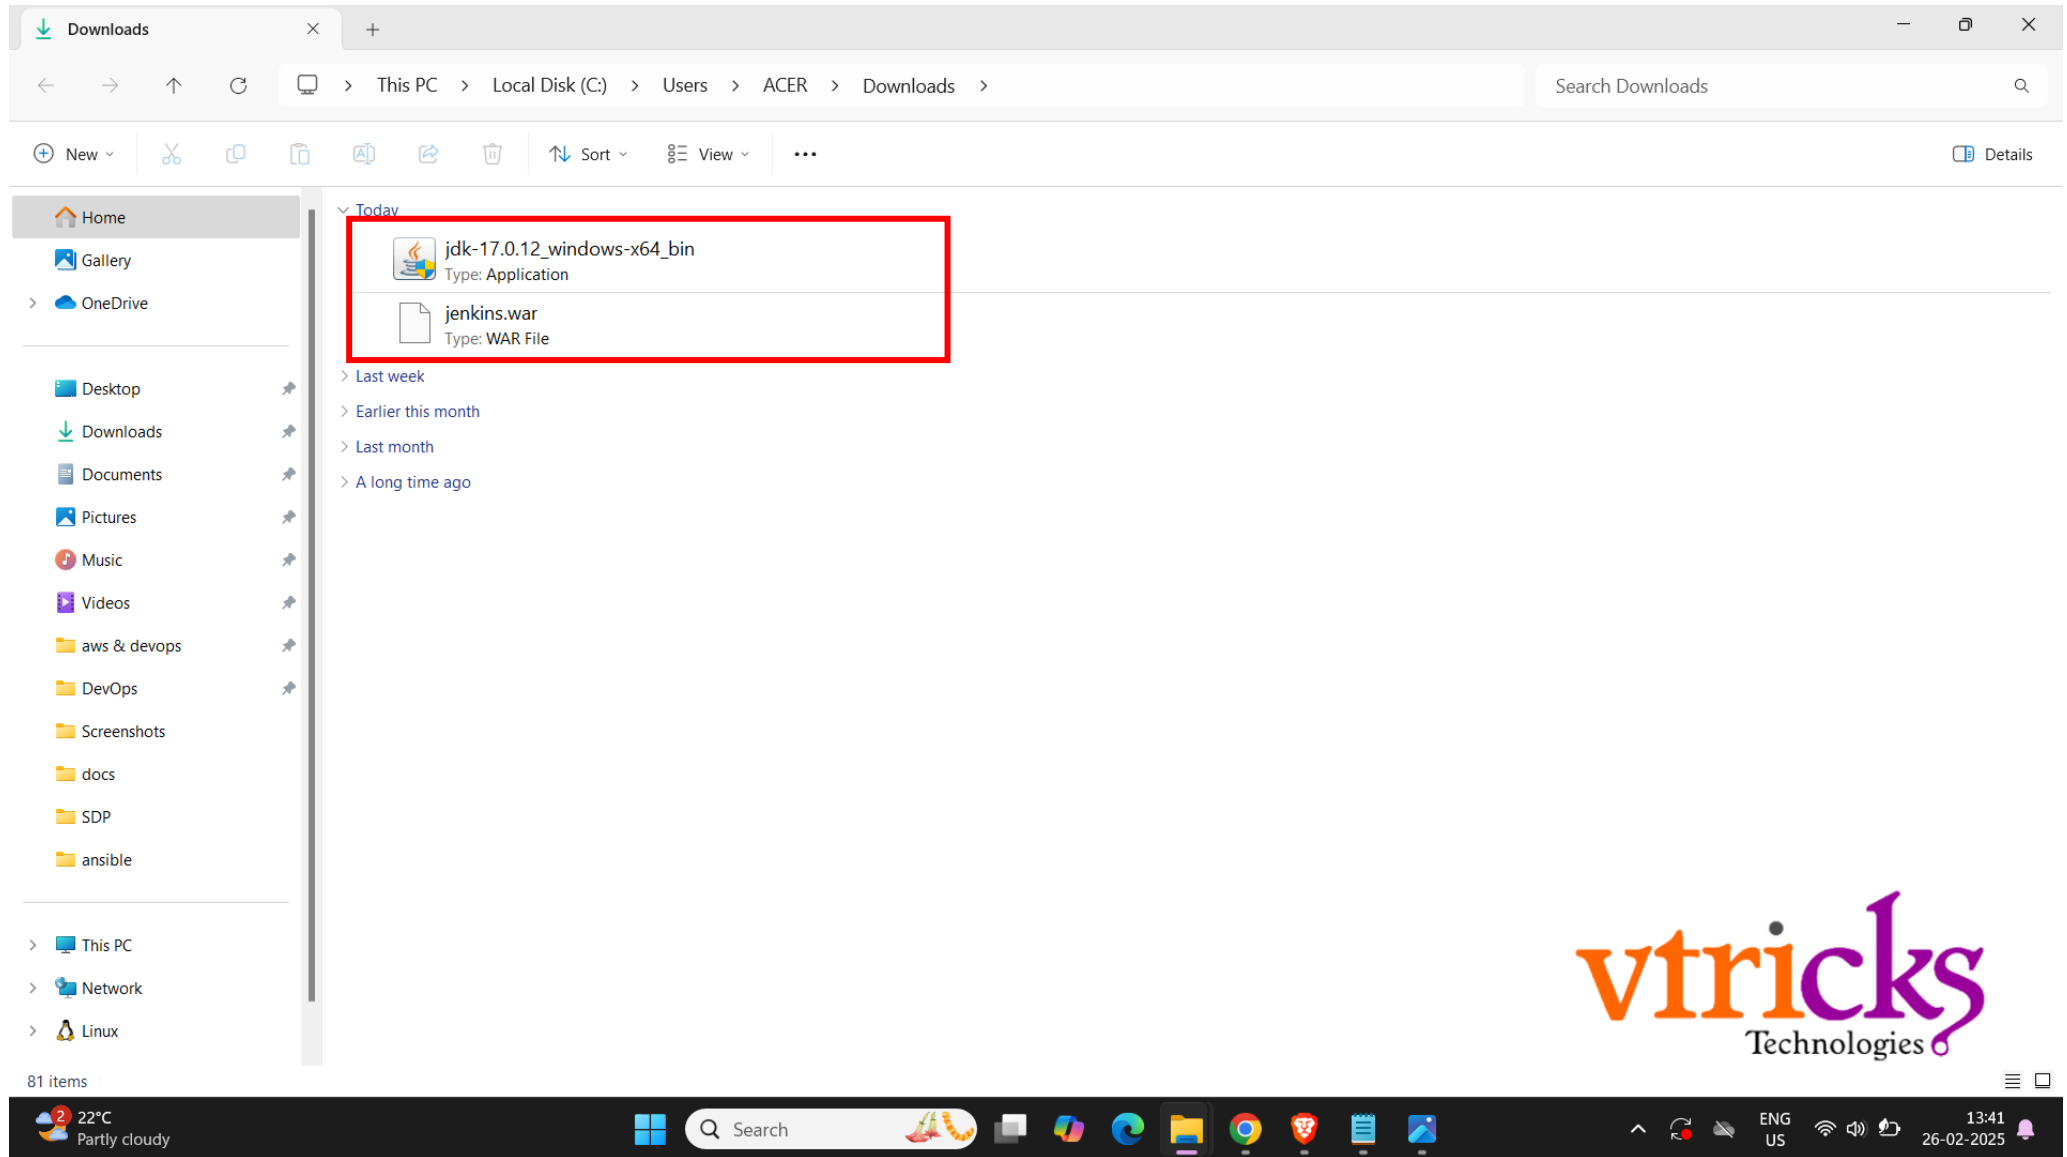 Downloads
This PC > Local Disk (C:) > Users > ACER > Downloads >
Search Downloads
New
Sort
View
Details
Home
Gallery
OneDrive
Desktop
Downloads
Documents
Pictures
Music
Videos
aws & devops
DevOps
Screenshots
docs
SDP
ansible
This PC
Network
Linux
Today
jdk-17.0.12_windows-x64_bin
Type: Application
jenkins.war
Type: WAR File
Last week
Earlier this month
Last month
A long time ago
vtricks
Technologies
81 items
2
22°C
Partly cloudy
Search
ENG
US
13:41
26-02-2025